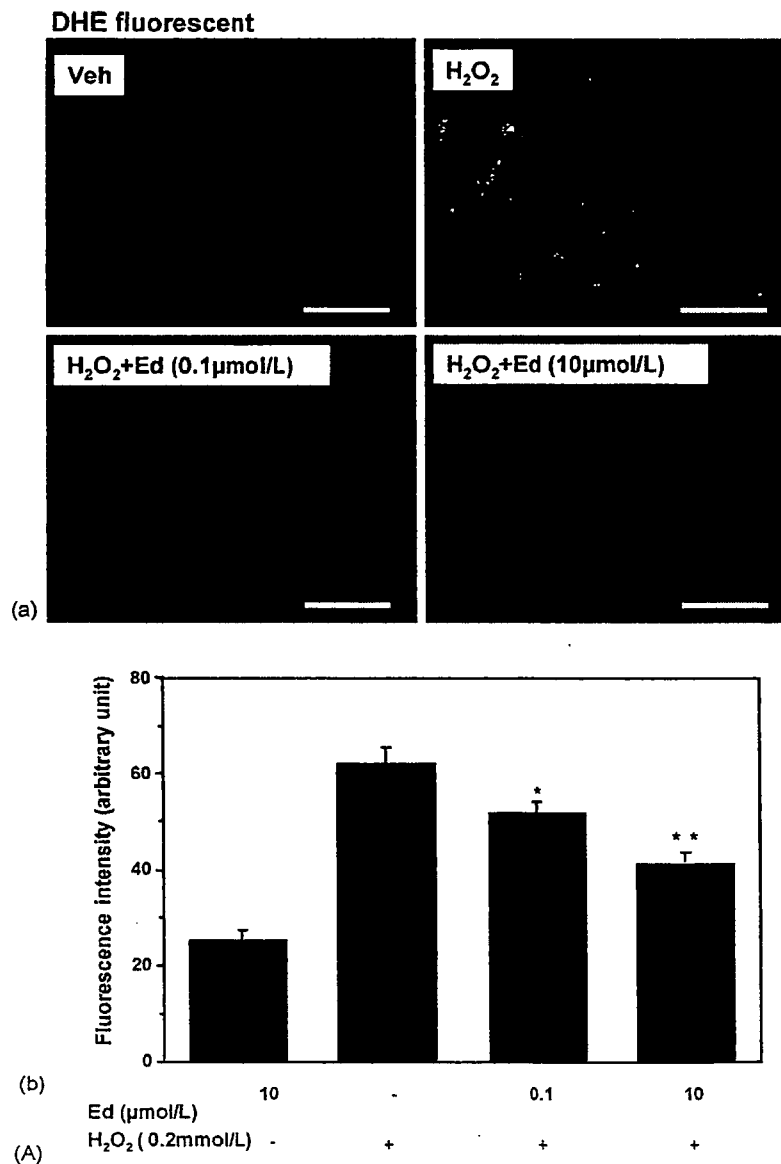 DHE fluorescent
Veh
H₂O₂
H₂O₂+Ed (0.1µmol/L)
H₂O₂+Ed (10µmol/L)
(a)
Fluorescence intensity (arbitrary unit)
80
60
40
20
0
*
* *
(b)
10 - 0.1 10
Ed (µmol/L)
H₂O₂ ( 0.2mmol/L) - + + +
(A)